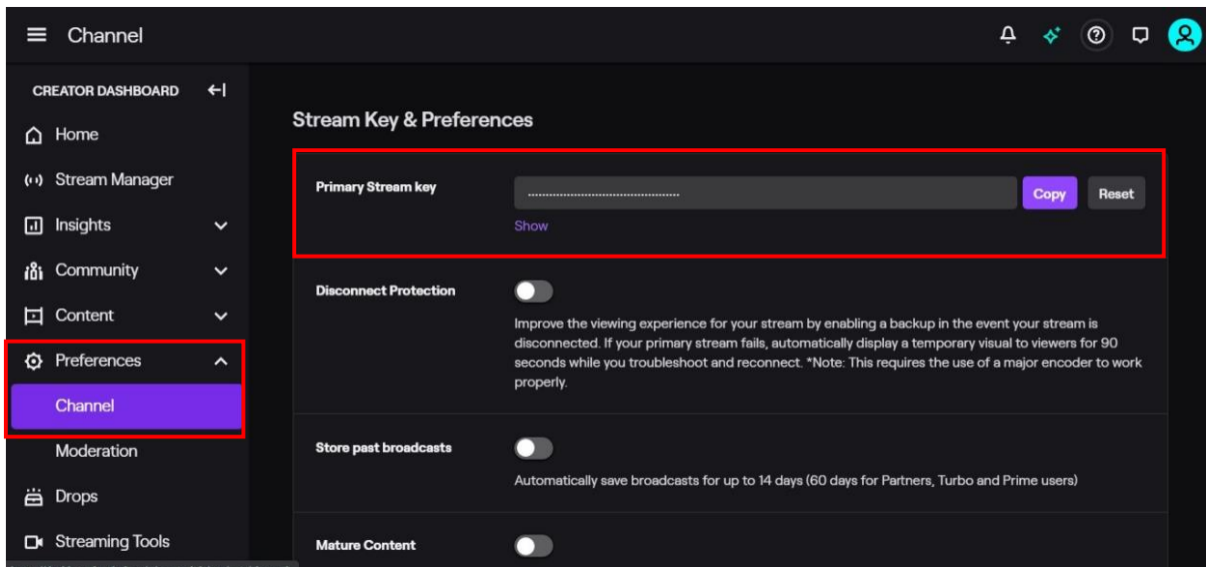 Channel
CREATOR DASHBOARD
Home
Stream Manager
Insights
Community
Content
Preferences
Channel
Moderation
Drops
Streaming Tools
Stream Key & Preferences
Primary Stream key
Copy
Reset
Show
Disconnect Protection
Improve the viewing experience for your stream by enabling a backup in the event your stream is
disconnected. If your primary stream fails, automatically display a temporary visual to viewers for 90
seconds while you troubleshoot and reconnect. *Note: This requires the use of a major encoder to work
properly.
Store past broadcasts
Automatically save broadcasts for up to 14 days (60 days for Partners, Turbo and Prime users)
Mature Content